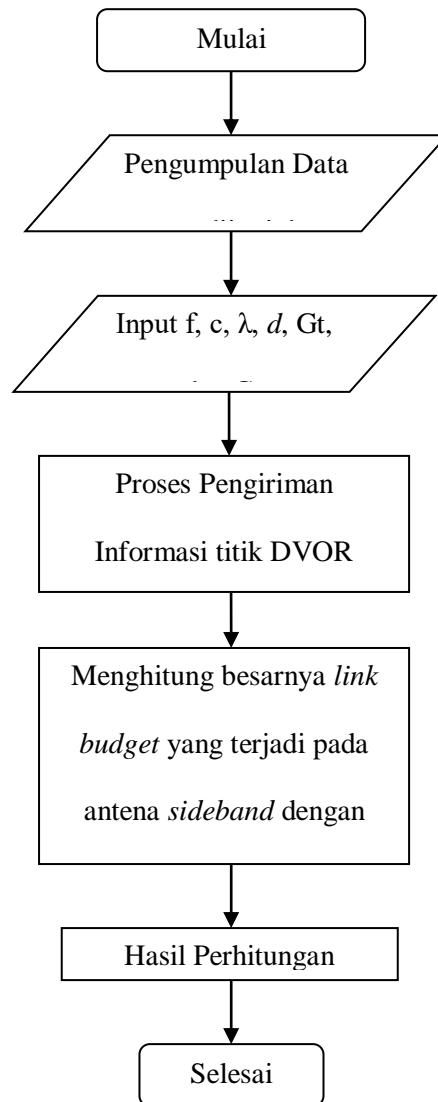 Mulai
Pengumpulan Data
Input f, c, λ, d, Gt,
Proses Pengiriman
Informasi titik DVOR
Menghitung besarnya link
budget yang terjadi pada
antena sideband dengan
Hasil Perhitungan
Selesai